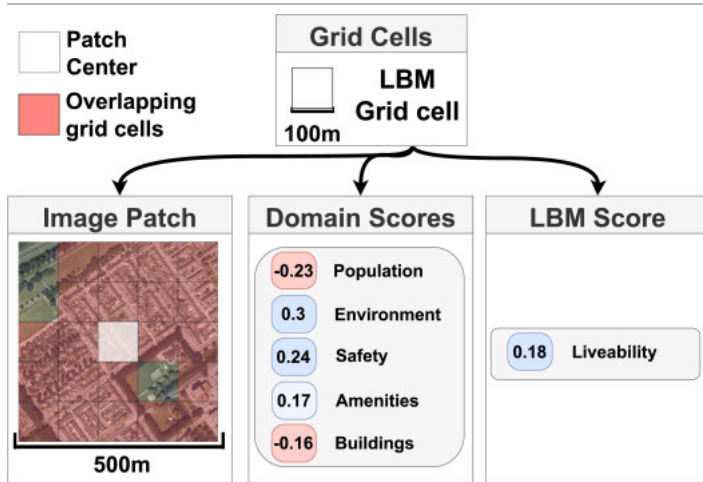 Patch
Center
Overlapping
grid cells
Grid Cells
LBM
Grid cell
100m
Image Patch
500m
Domain Scores
-0.23 Population
0.3 Environment
0.24 Safety
0.17 Amenities
-0.16 Buildings
LBM Score
0.18 Liveability